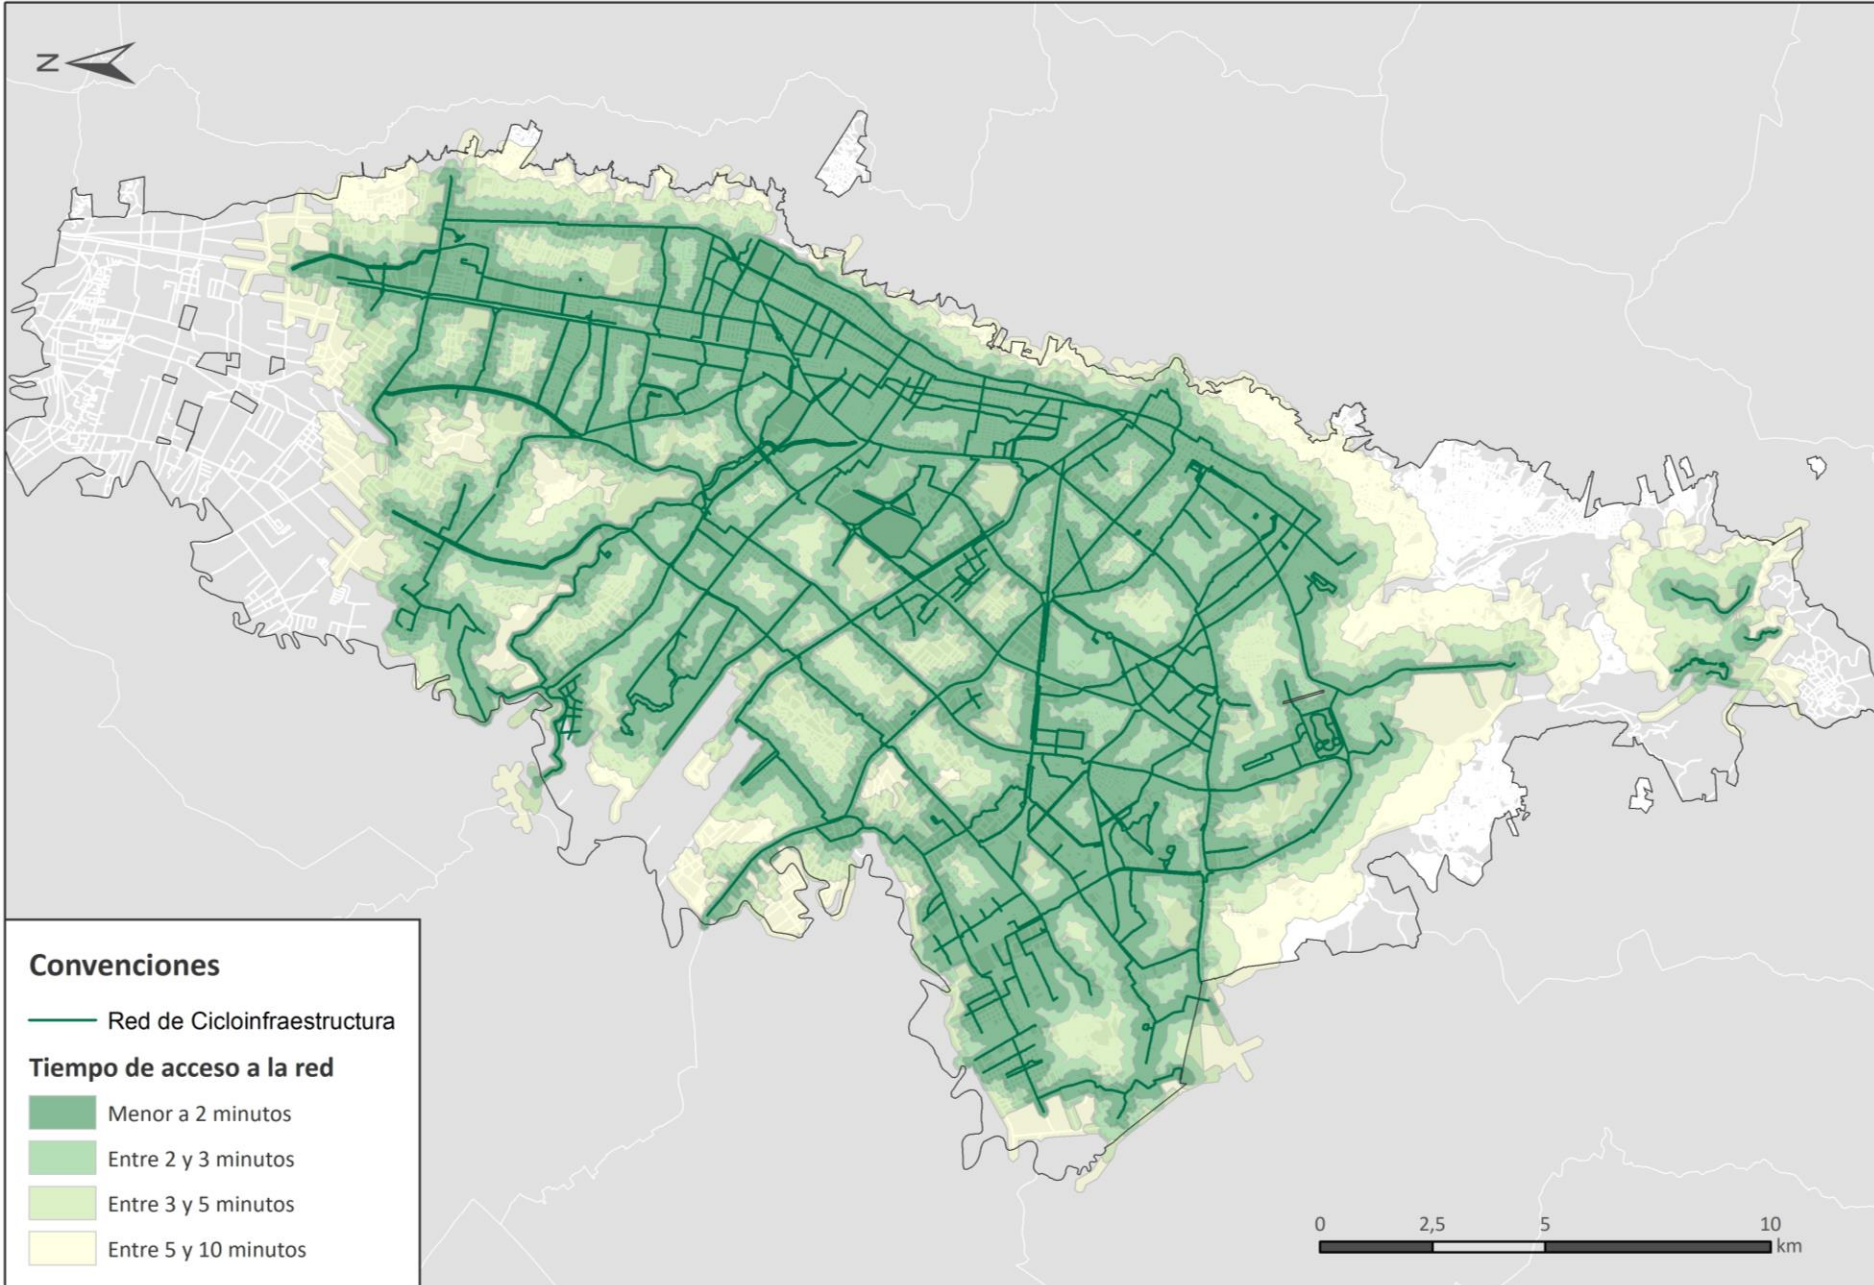 N
Convenciones
Red de Cicloinfraestructura
Tiempo de acceso a la red
Menor a 2 minutos
Entre 2 y 3 minutos
Entre 3 y 5 minutos
Entre 5 y 10 minutos
0 2,5 5 10
km